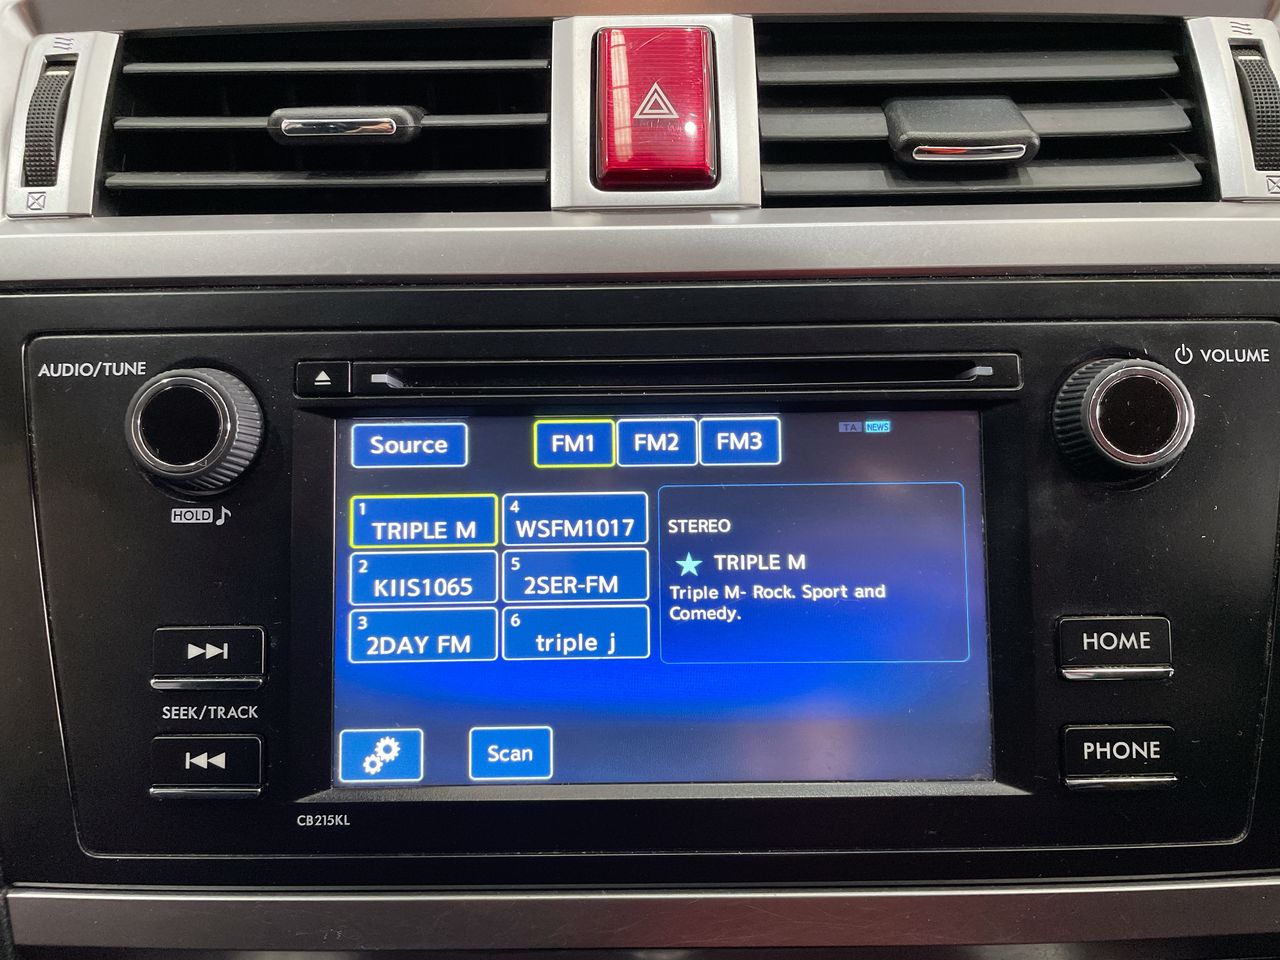 AUDIO/TUNE
VOLUME
Source
FM1
FM2
FM3
TA
NEWS
1
TRIPLE M
4
WSFM1017
2
KIIS1065
5
2SER-FM
3
2DAY FM
6
triple j
STEREO
TRIPLE M
Triple M- Rock. Sport and
Comedy.
HOLD
SEEK/TRACK
HOME
PHONE
Scan
CB215KL